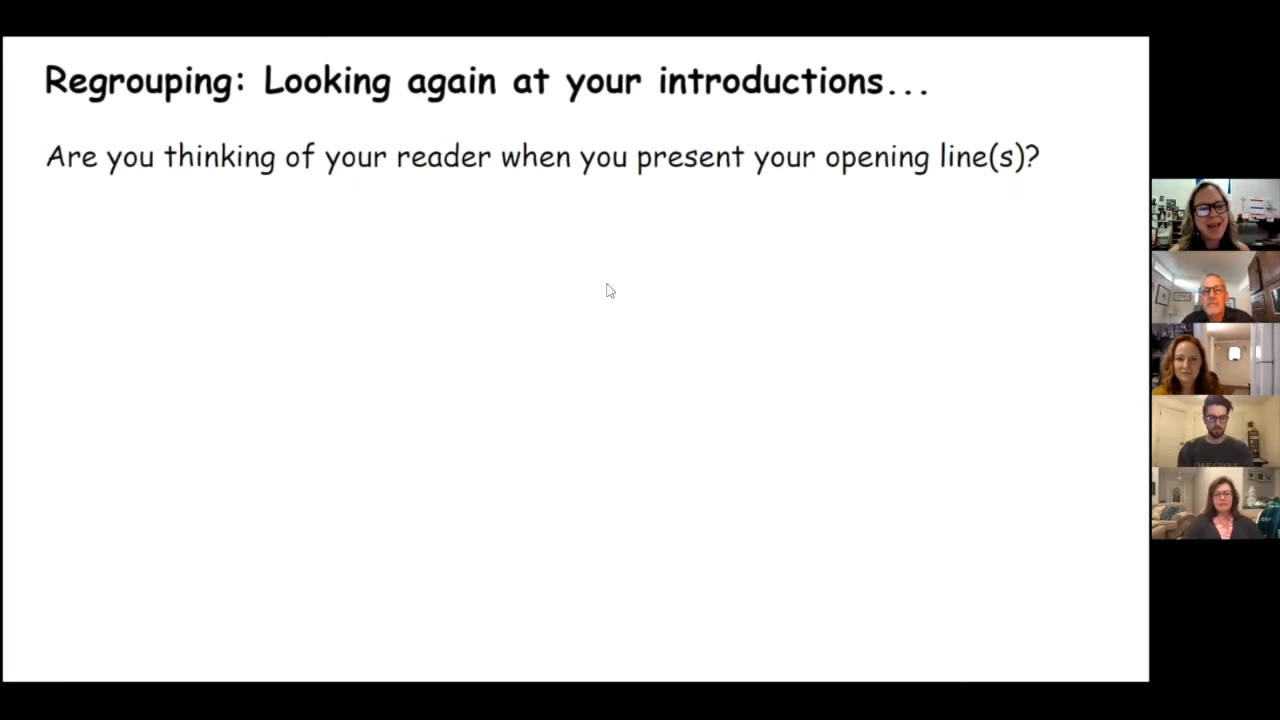 Regrouping: Looking again at your introductions...
Are you thinking of your reader when you present your opening line(s)?